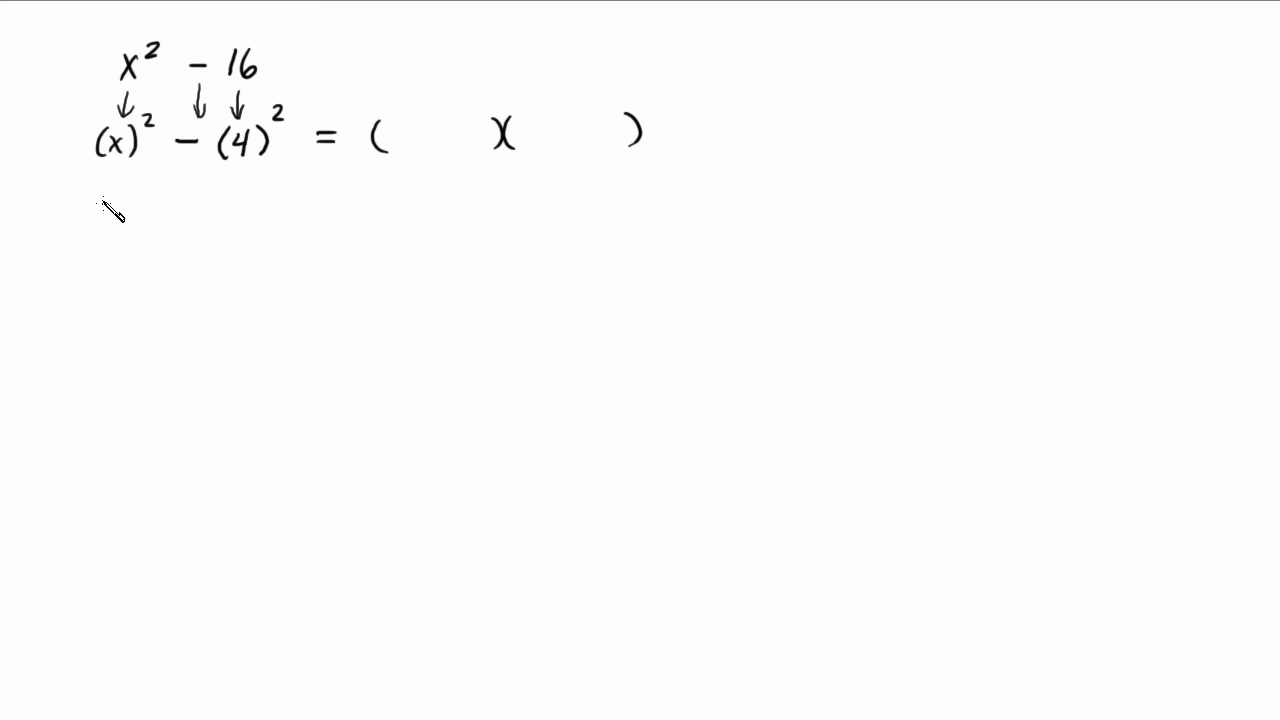 x² - 16
↓ ↓ ↓
(x)² - (4)² = (    )(    )